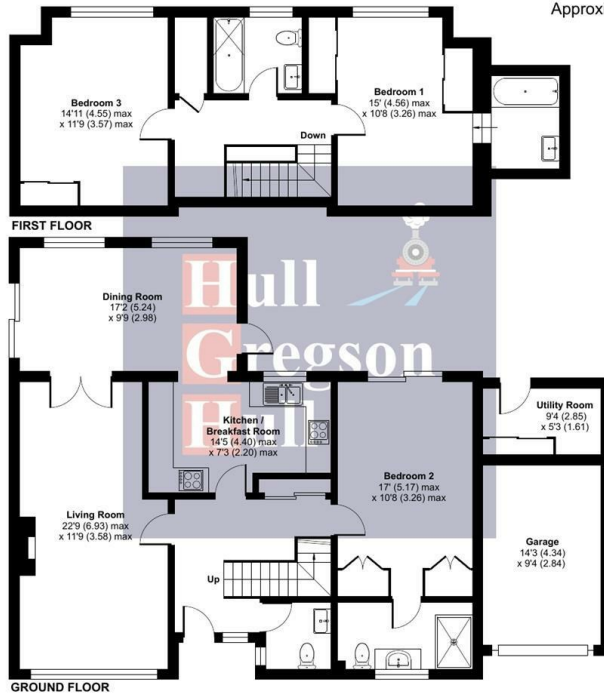 Approx
Bedroom 3
14'11 (4.55) max
x 11'9 (3.57) max
Bedroom 1
15' (4.56) max
x 10'8 (3.26) max
Down
FIRST FLOOR
Dining Room
17'2 (5.24)
x 9'9 (2.98)
Hull
Gregson
Hull
Kitchen /
Breakfast Room
14'5 (4.40) max
x 7'3 (2.20) max
Utility Room
9'4 (2.85)
x 5'3 (1.61)
Bedroom 2
17' (5.17) max
x 10'8 (3.26) max
Living Room
22'9 (6.93) max
x 11'9 (3.58) max
Garage
14'3 (4.34)
x 9'4 (2.84)
Up
GROUND FLOOR